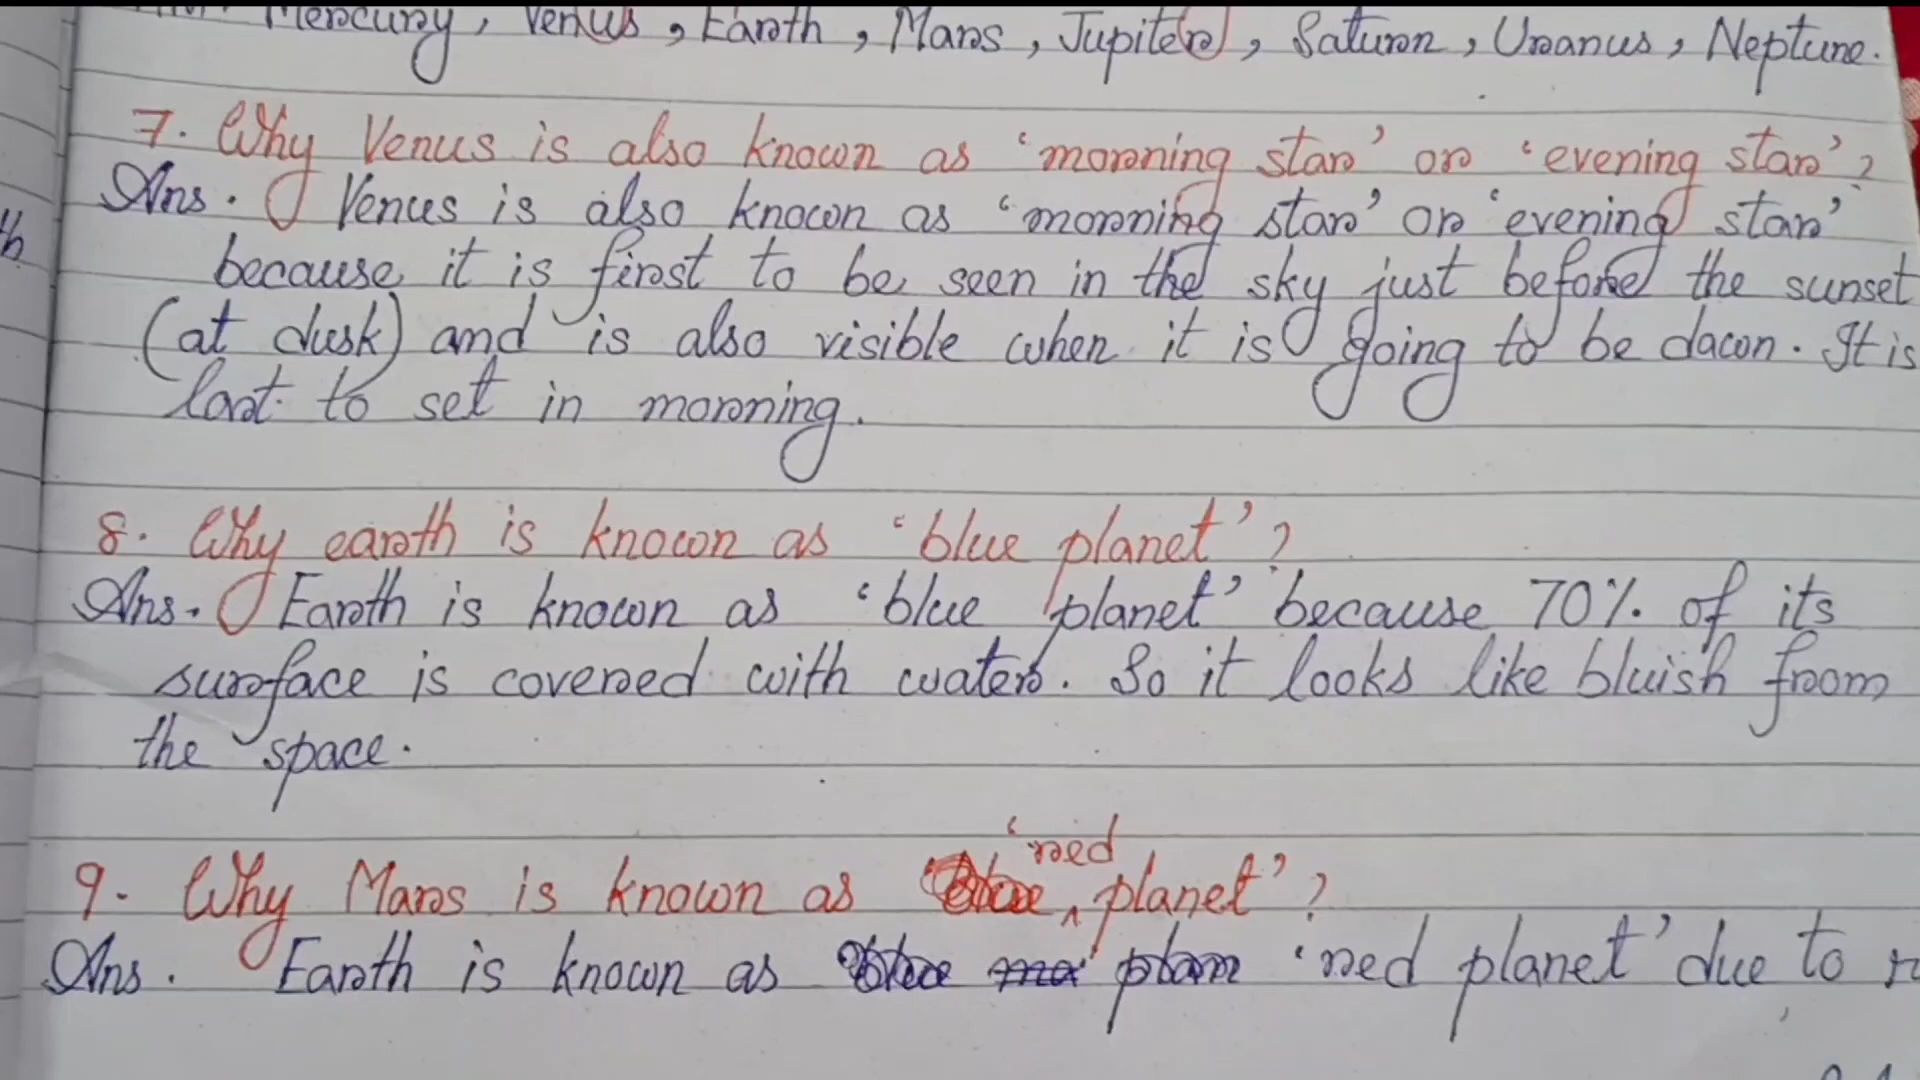 Mercury, Venus, Earth, Mars, Jupiter, Saturn, Uranus, Neptune.
7. Why Venus is also known as 'morning star' or 'evening star'?
Ans. Venus is also known as 'morning star' or 'evening star'
because it is first to be seen in the sky just before the sunset
(at dusk) and is also visible when it is going to be dawn. It is
last to set in morning.
8. Why earth is known as 'blue planet'?
Ans. Earth is known as 'blue planet' because 70% of its
surface is covered with water. So it looks like bluish from
the space.
9. Why Mars is known as 'red planet'?
Ans. Earth is known as 'red planet' due to